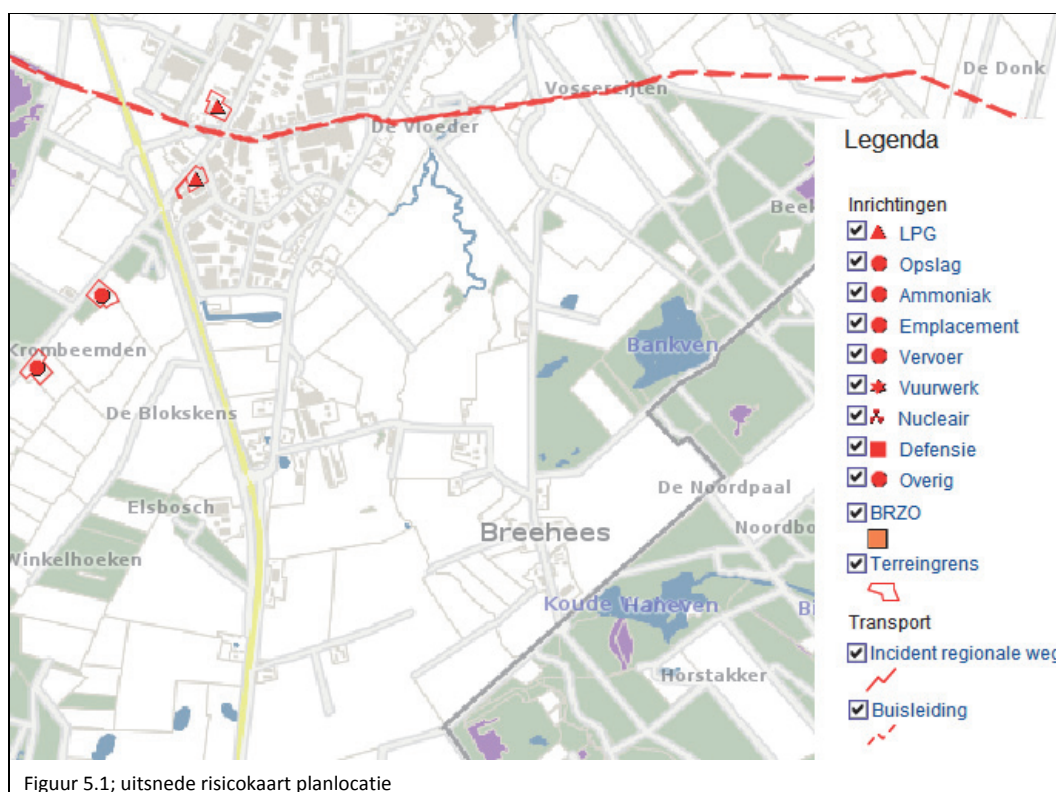 De Donk
Vossereijten
De Vloeder
Beek
Bankven
Krombeemden
De Blokskens
De Noordpaal
Elsbosch
Breehees
Noordbo
Winkelhoeken
Koude
Bi
Horstakker
Legenda
Inrichtingen
LPG
Opslag
Ammoniak
Emplacement
Vervoer
Vuurwerk
Nucleair
Defensie
Overig
BRZO
Terreingrens
Transport
Incident regionale weg
Buisleiding
Figuur 5.1; uitsnede risicokaart planlocatie